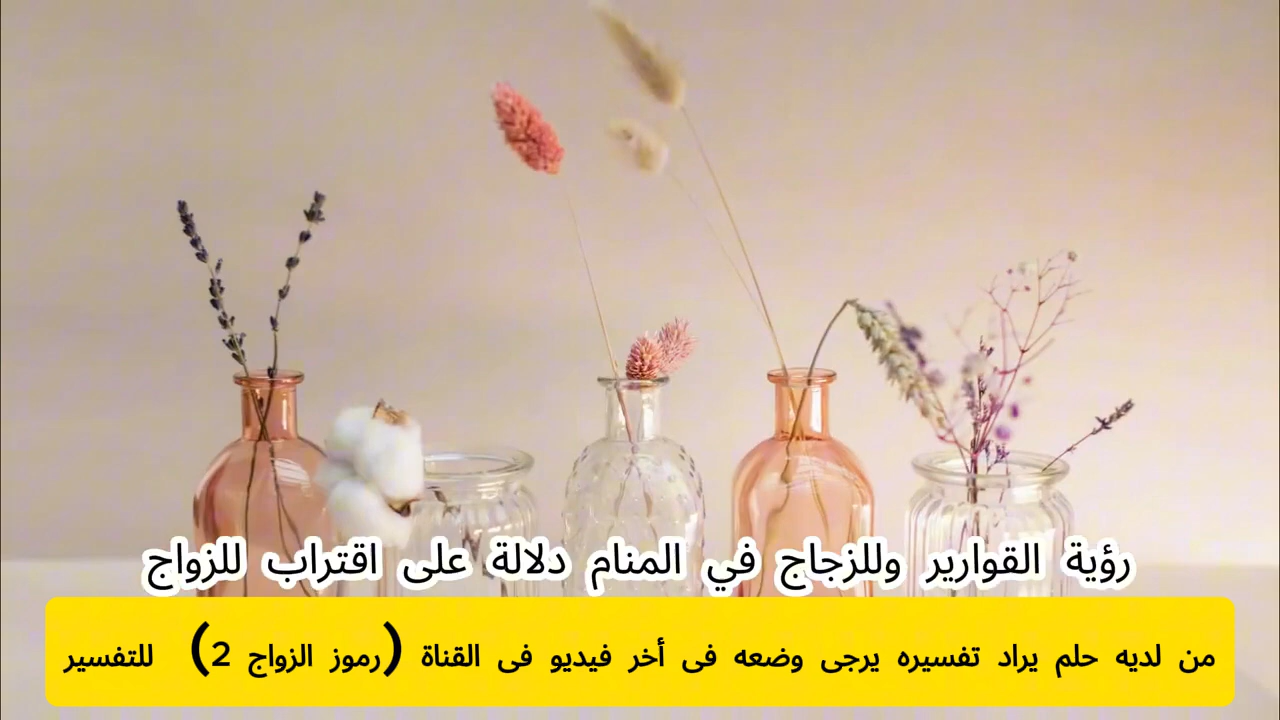 رؤية القوارير وللزجاج في المنام دلالة على اقتراب للزواج
من لديه حلم يراد تفسيره يرجى وضعه فى أخر فيديو فى القناة (رموز الزواج 2) للتفسير